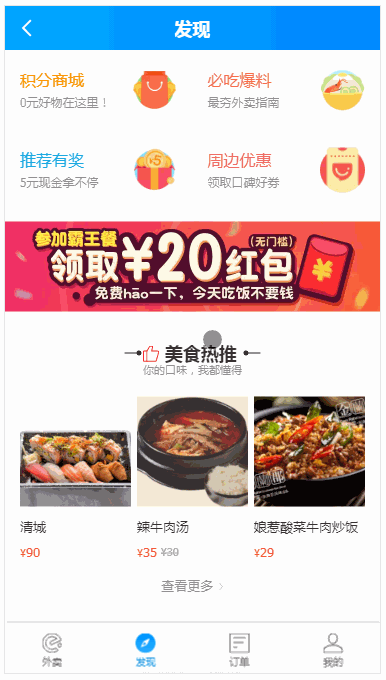 发现
积分商城
0元好物在这里！
必吃爆料
最夯外卖指南
推荐有奖
5元现金拿不停
周边优惠
领取口碑好券
参加霸王餐
领取¥20红包
(无门槛)
免费hāo一下，今天吃饭不要钱
美食热推
你的口味，我都懂得
清城
辣牛肉汤
娘惹酸菜牛肉炒饭
¥90
¥35 ¥39
¥29
查看更多
外卖
发现
订单
我的